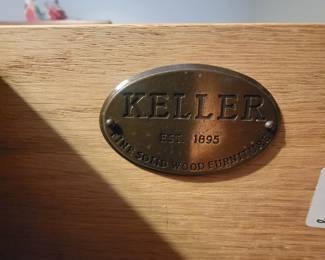 KELLER
EST. 1895
FINE SOLID WOOD FURNITURE